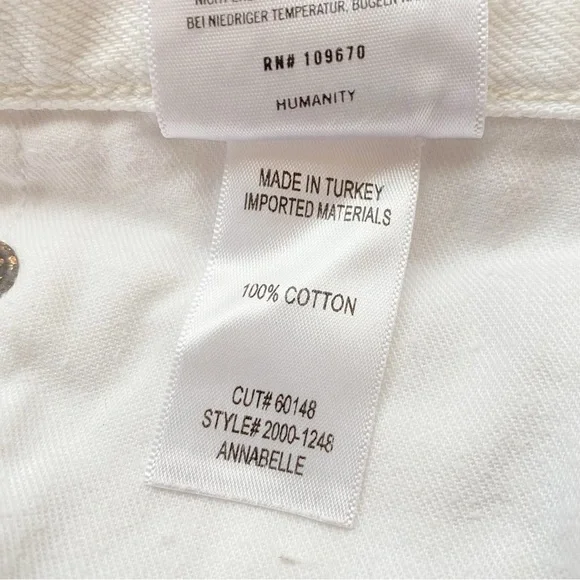 BEI NIEDRIGER TEMPERATUR, BÜGELN
RN# 109670
HUMANITY
MADE IN TURKEY
IMPORTED MATERIALS
100% COTTON
CUT# 60148
STYLE# 2000-1248
ANNABELLE